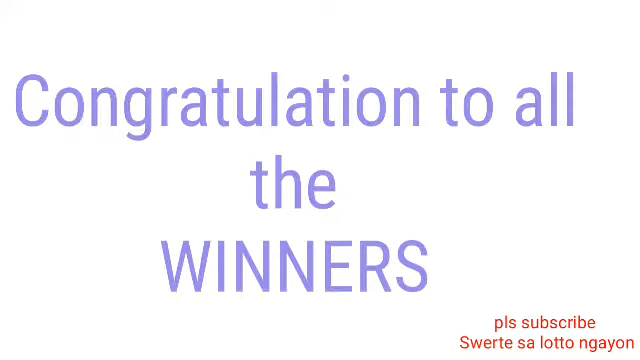 Congratulation to all
the
WINNERS
pls subscribe
Swerte sa lotto ngayon